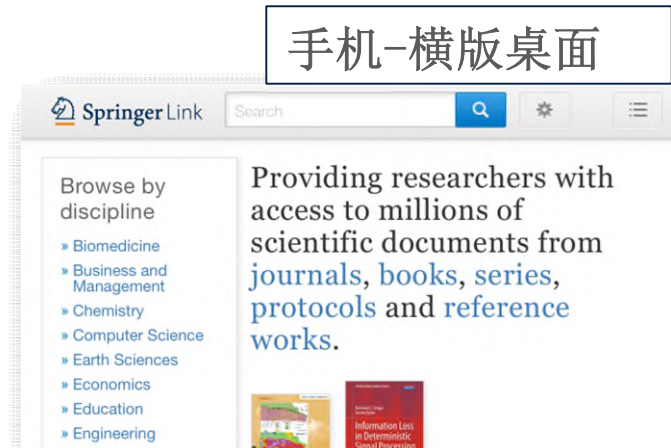 手机-横版桌面
Springer Link
Search
Browse by
discipline
» Biomedicine
» Business and
Management
» Chemistry
» Computer Science
» Earth Sciences
» Economics
» Education
» Engineering
Providing researchers with
access to millions of
scientific documents from
journals, books, series,
protocols and reference
works.
Information Loss
in Deterministic
Signal Processing